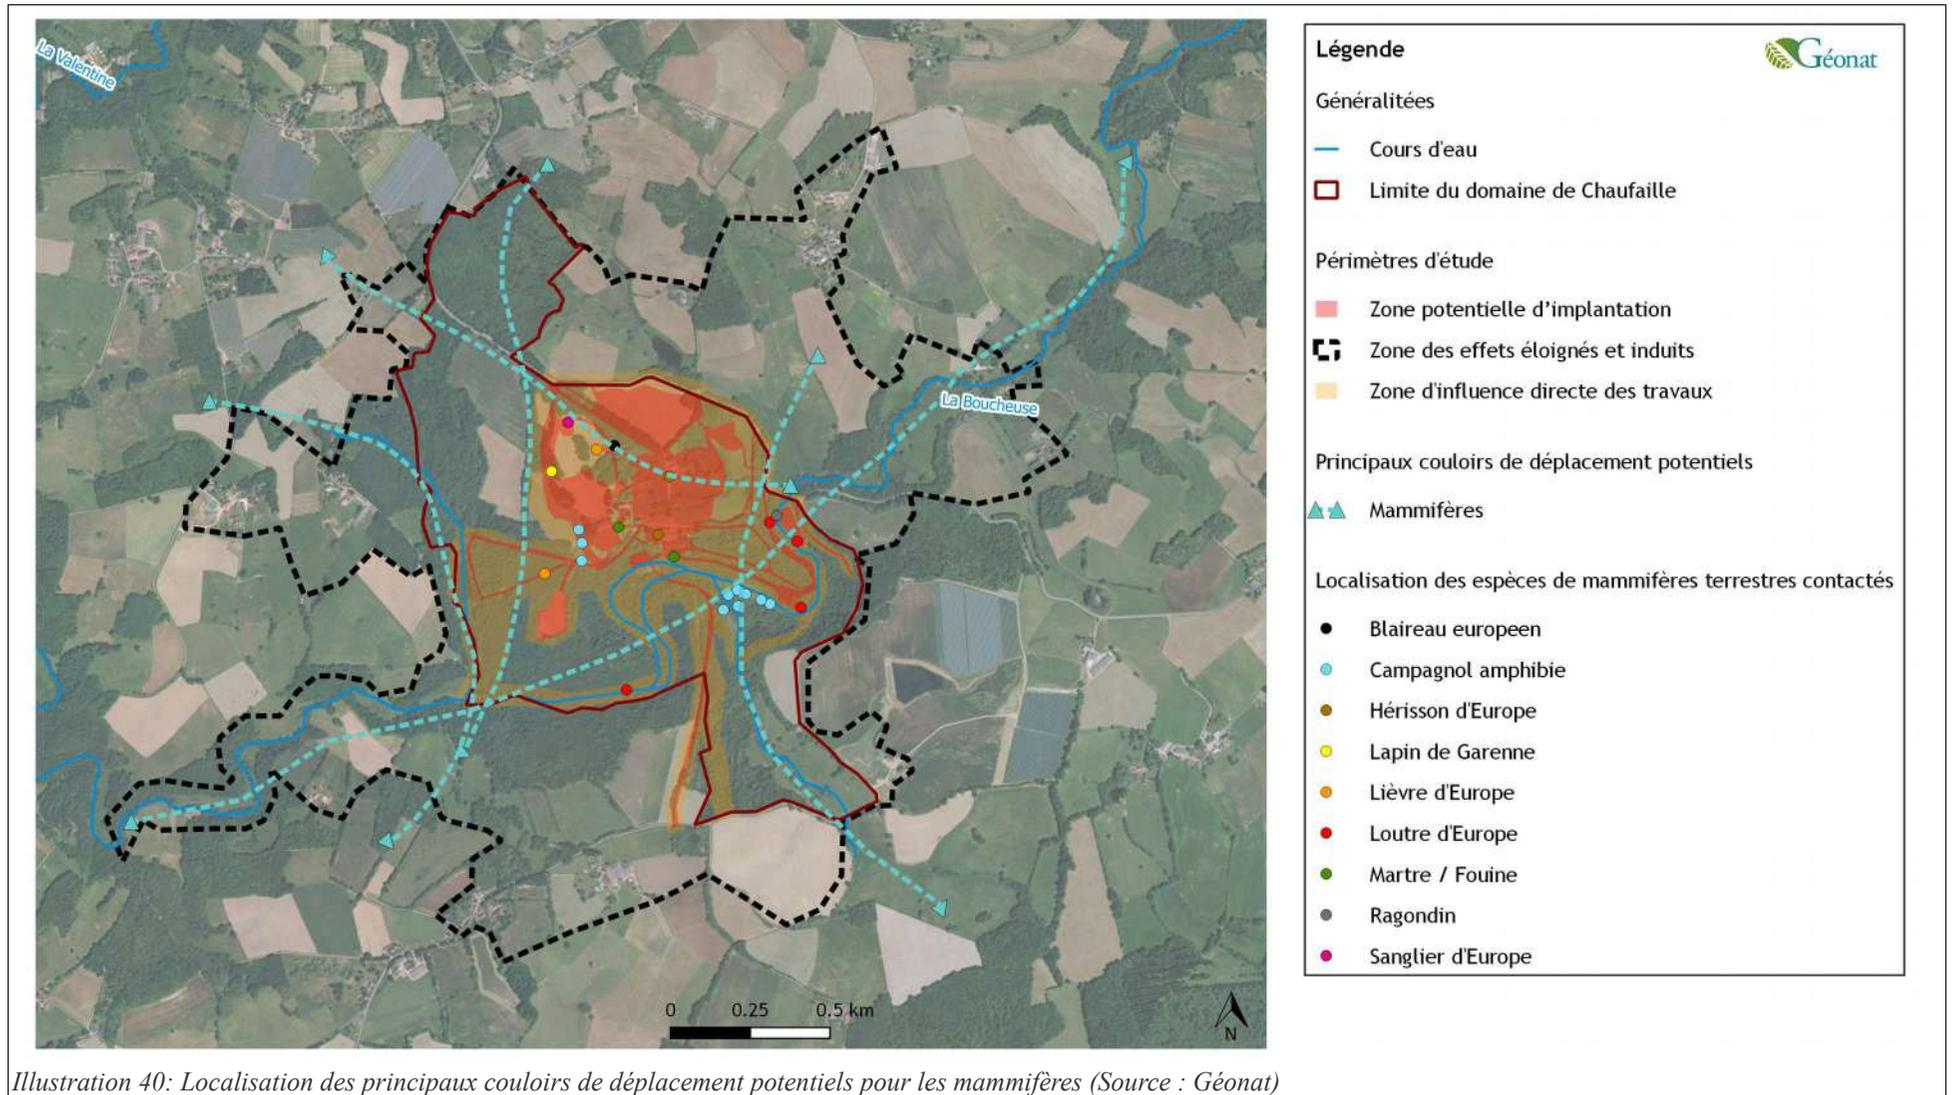 La Valentine
La Boucheuse
0 0.25 0.5 km
N
Légende
Géonat
Généralitées
Cours d'eau
Limite du domaine de Chaufaille
Périmètres d'étude
Zone potentielle d'implantation
Zone des effets éloignés et induits
Zone d'influence directe des travaux
Principaux couloirs de déplacement potentiels
Mammifères
Localisation des espèces de mammifères terrestres contactés
Blaireau europeen
Campagnol amphibie
Hérisson d'Europe
Lapin de Garenne
Lièvre d'Europe
Loutre d'Europe
Martre / Fouine
Ragondin
Sanglier d'Europe
Illustration 40: Localisation des principaux couloirs de déplacement potentiels pour les mammifères (Source : Géonat)